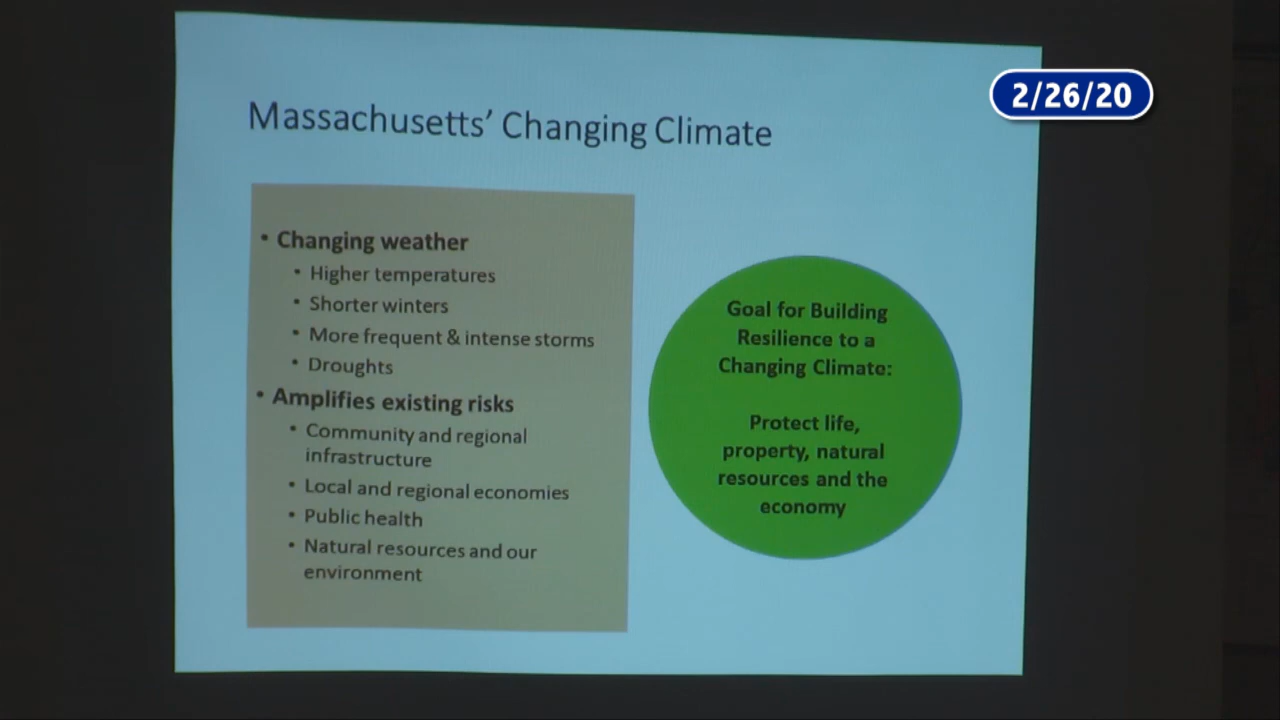 2/26/20
Massachusetts’ Changing Climate
• Changing weather
• Higher temperatures
• Shorter winters
• More frequent & intense storms
• Droughts
• Amplifies existing risks
• Community and regional
infrastructure
• Local and regional economies
• Public health
• Natural resources and our
environment
Goal for Building
Resilience to a
Changing Climate:
Protect life,
property, natural
resources and the
economy